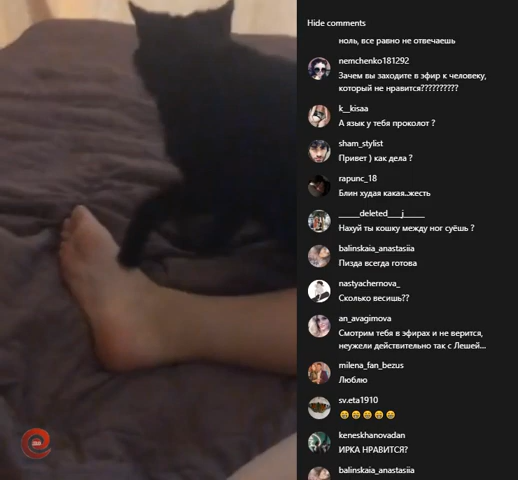 Hide comments
ноль, все равно не отвечаешь
nemchenko181292
Зачем вы заходите в эфир к человеку,
который не нравится??????????
k__kisaa
А язык у тебя проколот ?
sham_stylist
Привет ) как дела ?
rapunc_18
Блин худая какая..жесть
______deleted___j______
Нахуй ты кошку между ног суёшь ?
balinskaia_anastasiia
Пизда всегда готова
nastyachernova_
Сколько весишь??
an_avagimova
Смотрим тебя в эфирах и не верится,
неужели действительно так с Лешей...
milena_fan_bezus
Люблю
sv.eta1910
😄😄😄😄😄
keneskhanovadan
ИРКА НРАВИТСЯ?
balinskaia_anastasiia